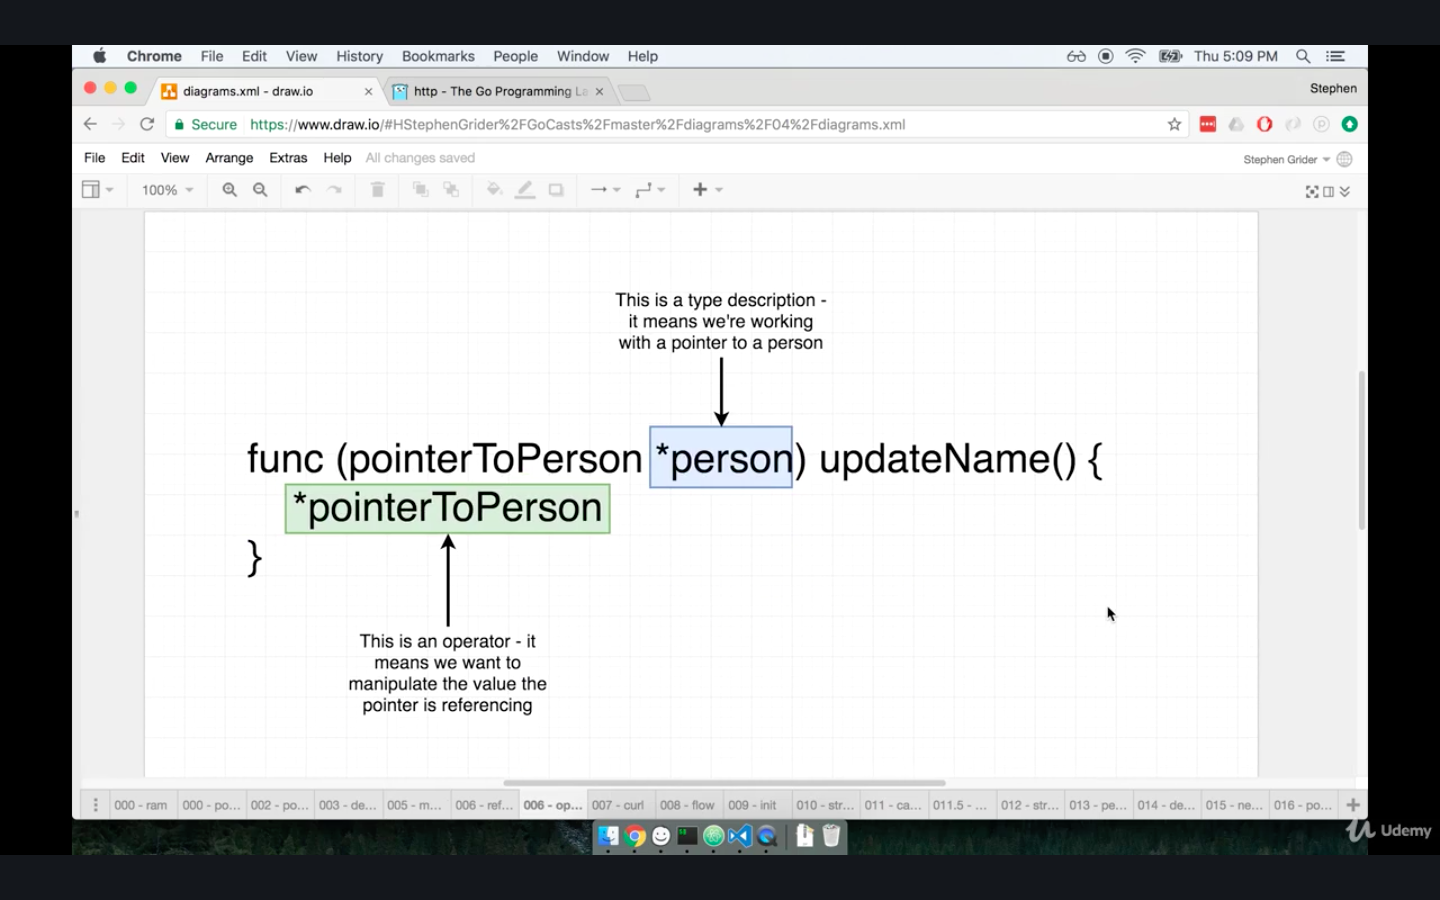 Chrome File Edit View History Bookmarks People Window Help Thu 5:09 PM
diagrams.xml - draw.io http - The Go Programming La Stephen
Secure https://www.draw.io/#HStephenGrider%2FGoCasts%2Fmaster%2Fdiagrams%2F04%2Fdiagrams.xml
File Edit View Arrange Extras Help All changes saved Stephen Grider
100%
This is a type description -
it means we're working
with a pointer to a person
func (pointerToPerson *person) updateName() {
*pointerToPerson
}
This is an operator - it
means we want to
manipulate the value the
pointer is referencing
000 - ram 000 - po... 002 - po... 003 - de... 005 - m... 006 - ref... 006 - op... 007 - curl 008 - flow 009 - init 010 - str... 011 - ca... 011.5 - ... 012 - str... 013 - pe... 014 - de... 015 - ne... 016 - po...
Udemy